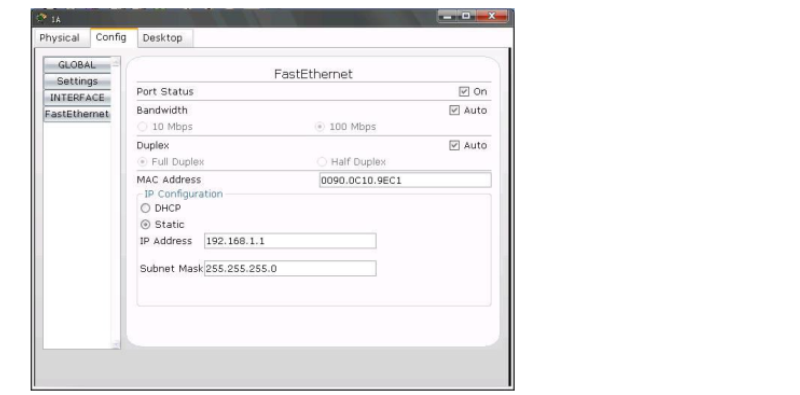 IA
Physical Config Desktop
GLOBAL
Settings
INTERFACE
FastEthernet
FastEthernet
Port Status On
Bandwidth Auto
10 Mbps 100 Mbps
Duplex Auto
Full Duplex Half Duplex
MAC Address 0090.0C10.9EC1
IP Configuration
DHCP
Static
IP Address 192.168.1.1
Subnet Mask 255.255.255.0